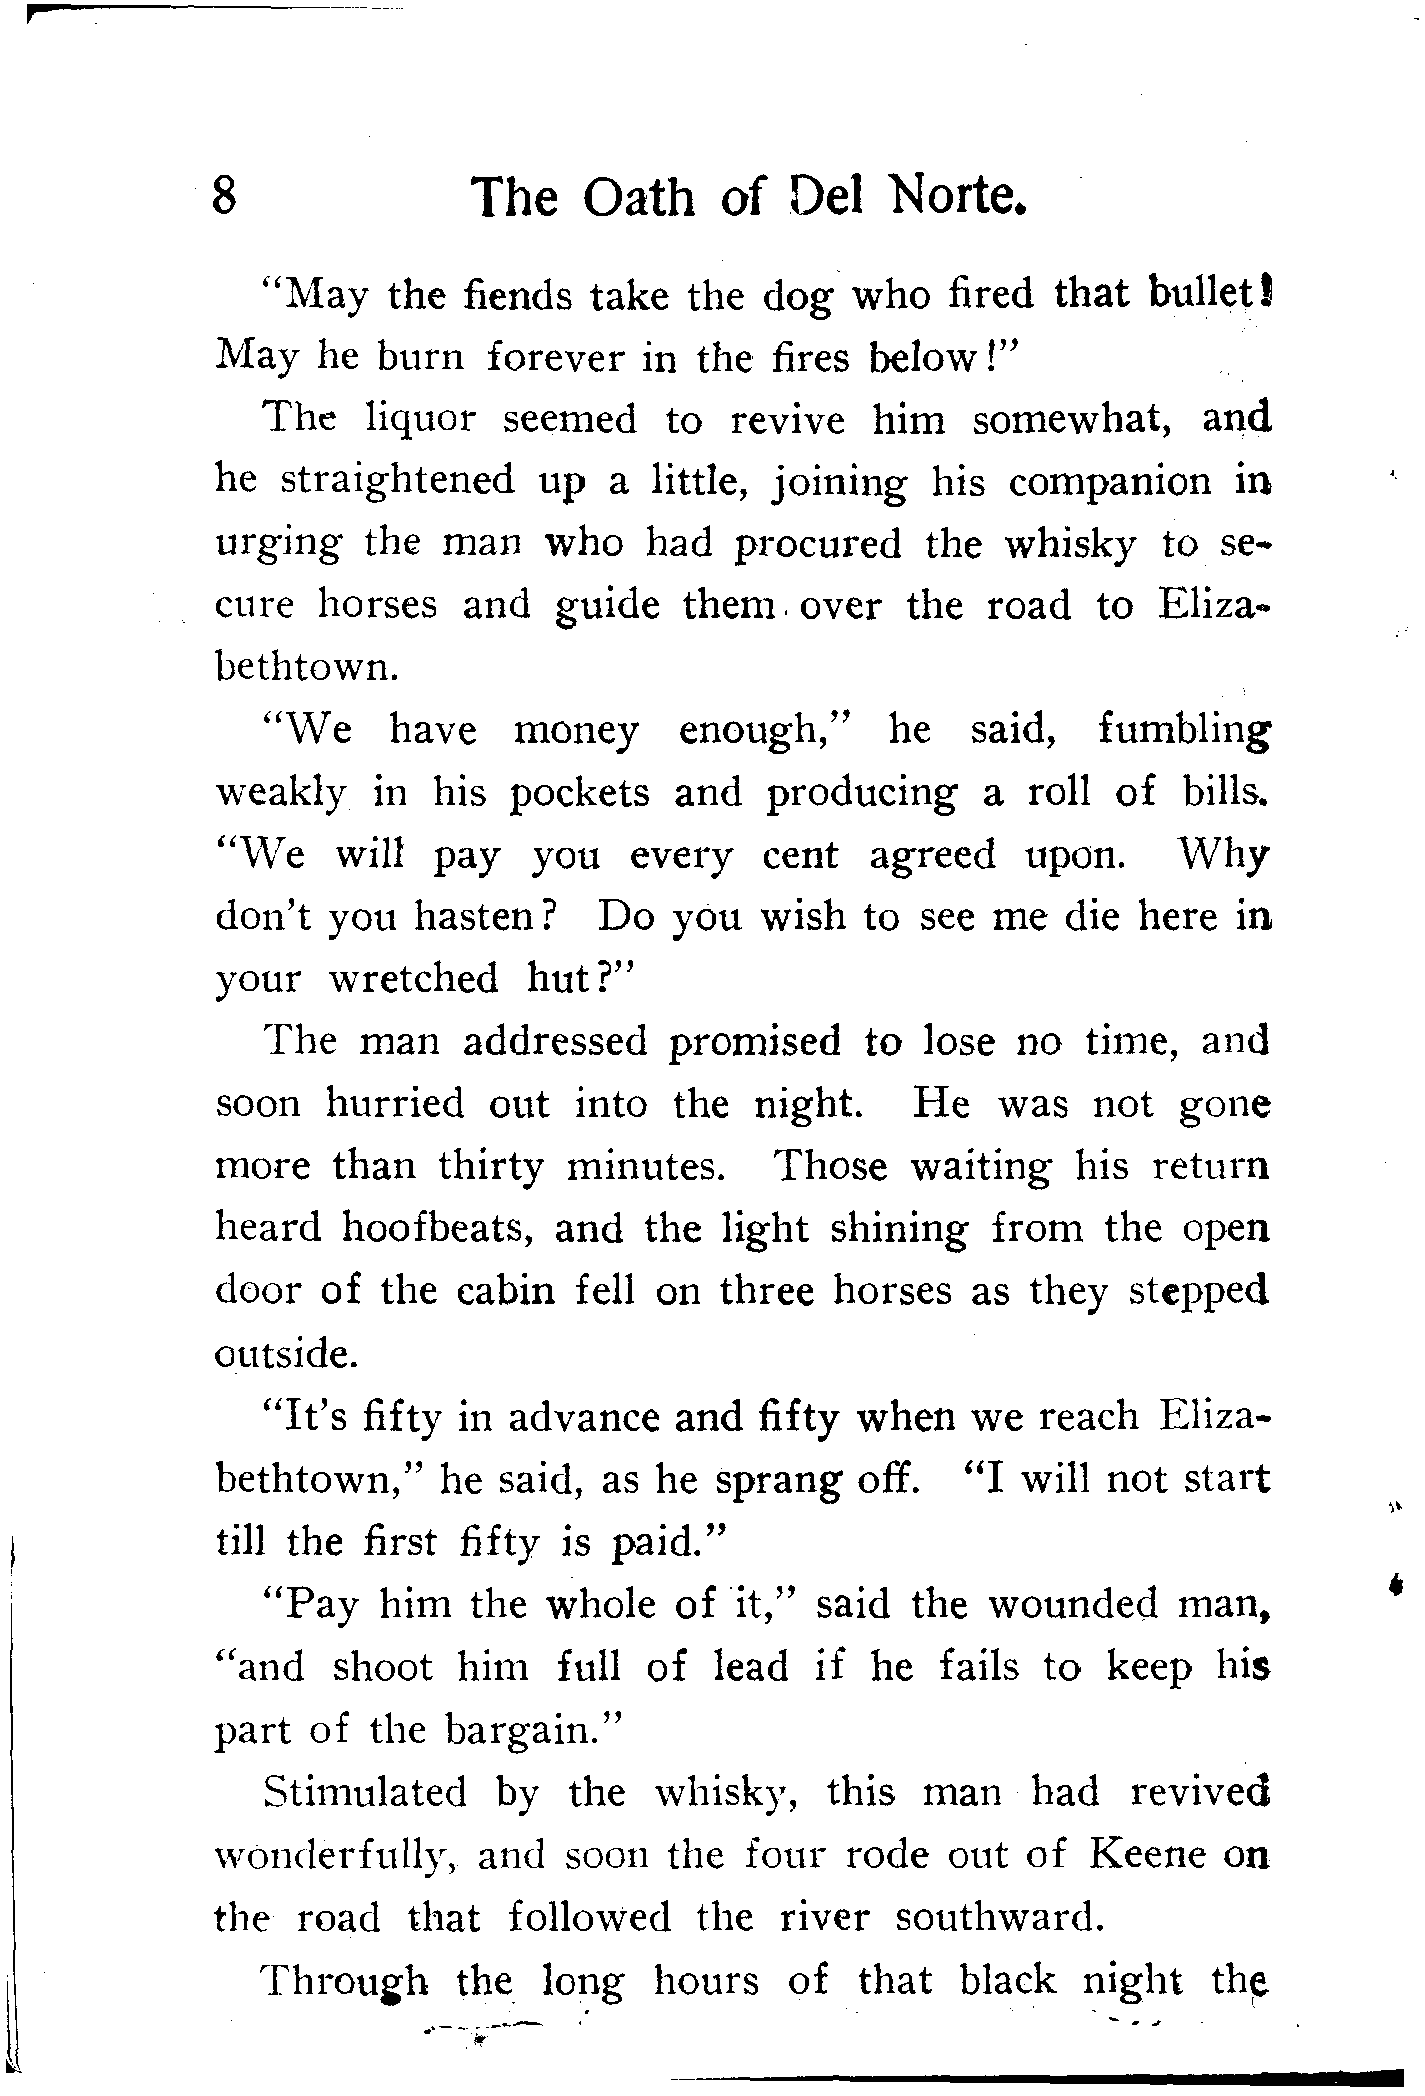 8 The Oath of Del Norte.
"May the fiends take the dog who fired that bullet!
May he burn forever in the fires below!"
The liquor seemed to revive him somewhat, and
he straightened up a little, joining his companion in
urging the man who had procured the whisky to se-
cure horses and guide them over the road to Eliza-
bethtown.
"We have money enough," he said, fumbling
weakly in his pockets and producing a roll of bills.
"We will pay you every cent agreed upon. Why
don't you hasten? Do you wish to see me die here in
your wretched hut?"
The man addressed promised to lose no time, and
soon hurried out into the night. He was not gone
more than thirty minutes. Those waiting his return
heard hoofbeats, and the light shining from the open
door of the cabin fell on three horses as they stepped
outside.
"It's fifty in advance and fifty when we reach Eliza-
bethtown," he said, as he sprang off. "I will not start
till the first fifty is paid."
"Pay him the whole of it," said the wounded man,
"and shoot him full of lead if he fails to keep his
part of the bargain."
Stimulated by the whisky, this man had revived
wonderfully, and soon the four rode out of Keene on
the road that followed the river southward.
Through the long hours of that black night the